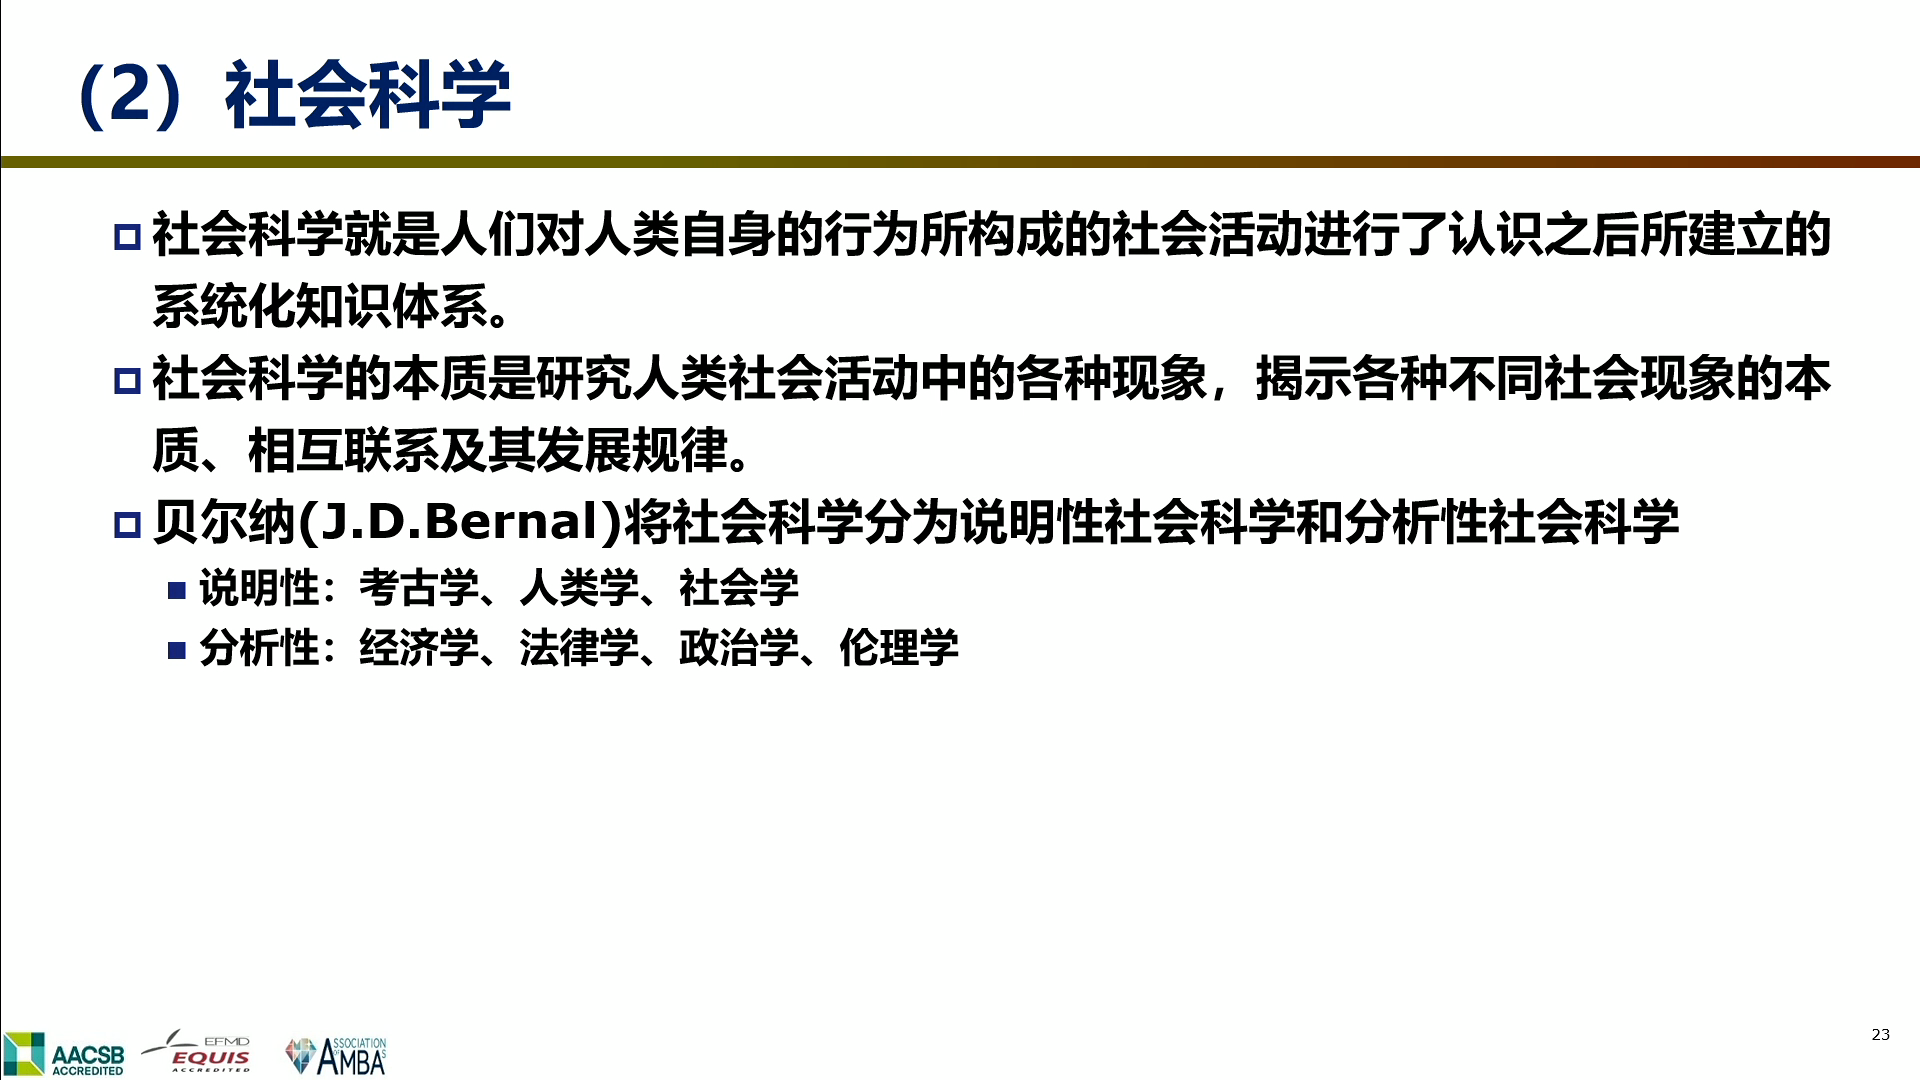 （2）社会科学
社会科学就是人们对人类自身的行为所构成的社会活动进行了认识之后所建立的
系统化知识体系。
社会科学的本质是研究人类社会活动中的各种现象，揭示各种不同社会现象的本
质、相互联系及其发展规律。
贝尔纳(J.D.Bernal)将社会科学分为说明性社会科学和分析性社会科学
说明性：考古学、人类学、社会学
分析性：经济学、法律学、政治学、伦理学
AACSB
ACCREDITED
EFMD
EQUIS
ACCREDITED
ASSOCIATION
OF
AMBAS
23